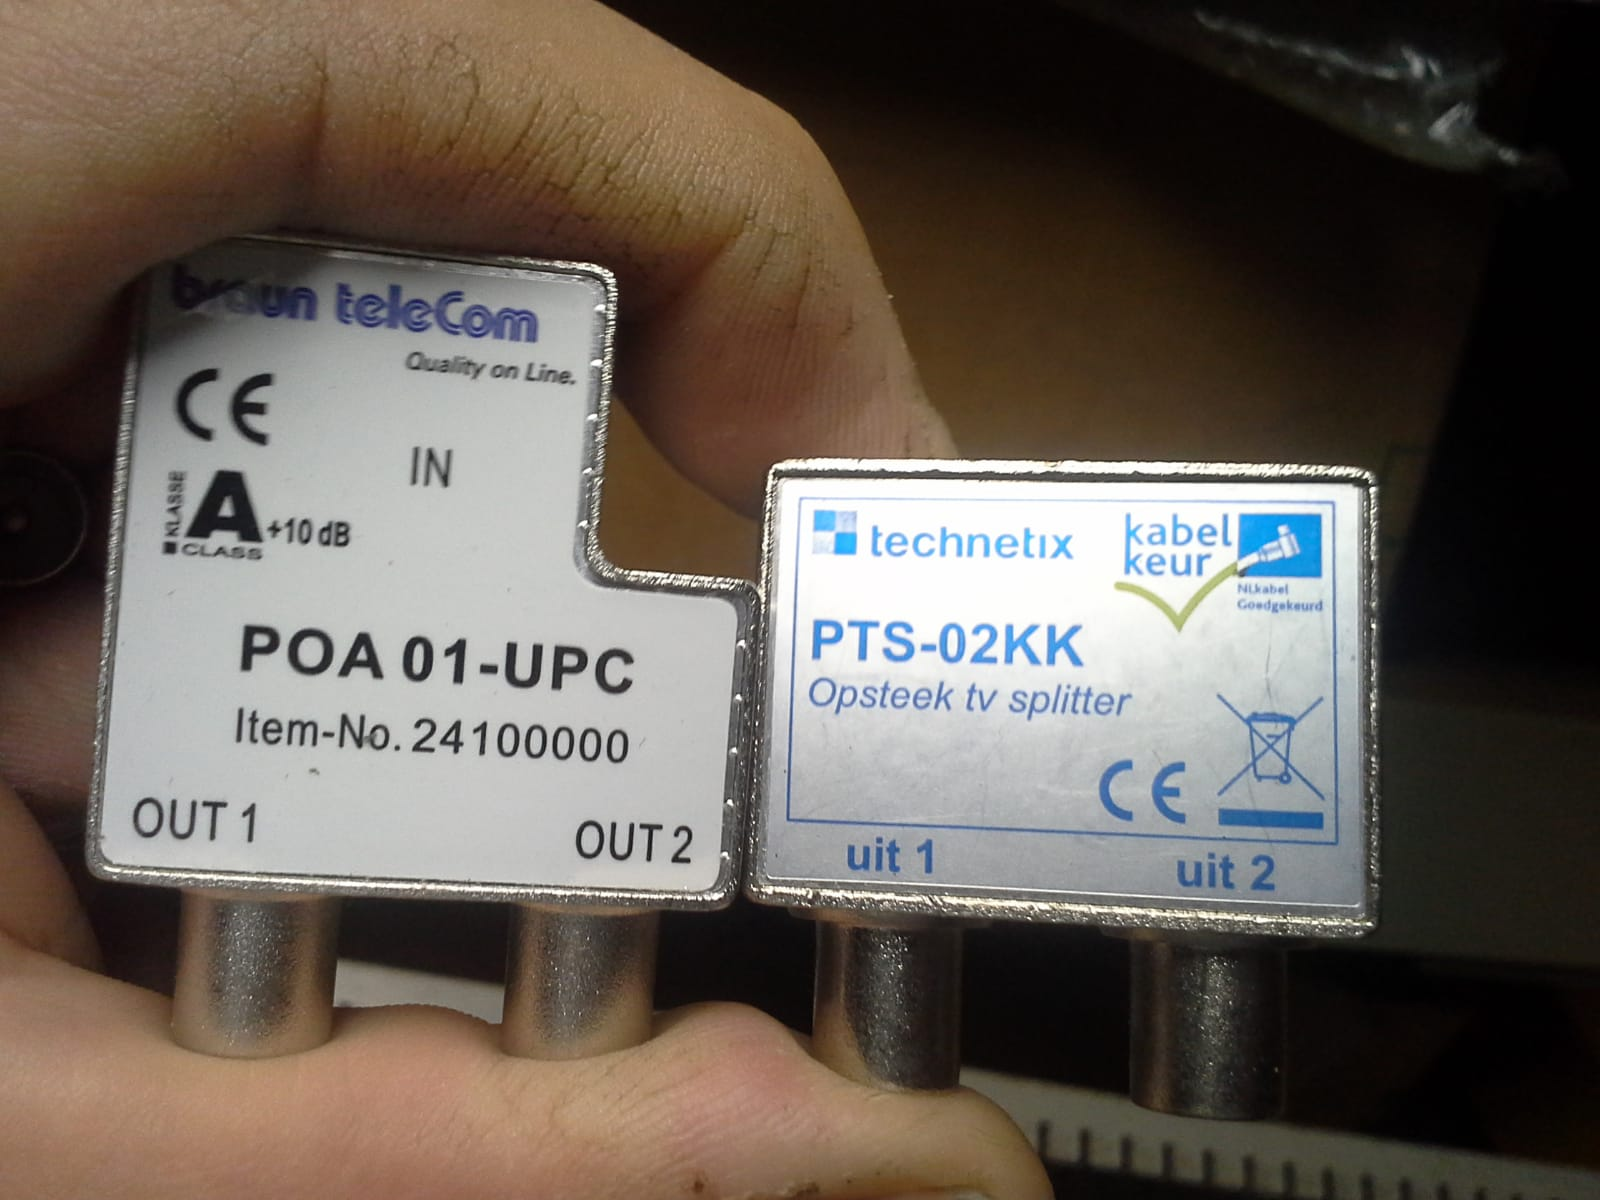 braun teleCom
Quality on Line.
CE
IN
KLASSE
A +10 dB
CLASS
POA 01-UPC
Item-No. 24100000
OUT 1
OUT 2
technetix
kabel
keur
NLkabel
Goedgekeurd
PTS-02KK
Opsteek tv splitter
CE
uit 1
uit 2